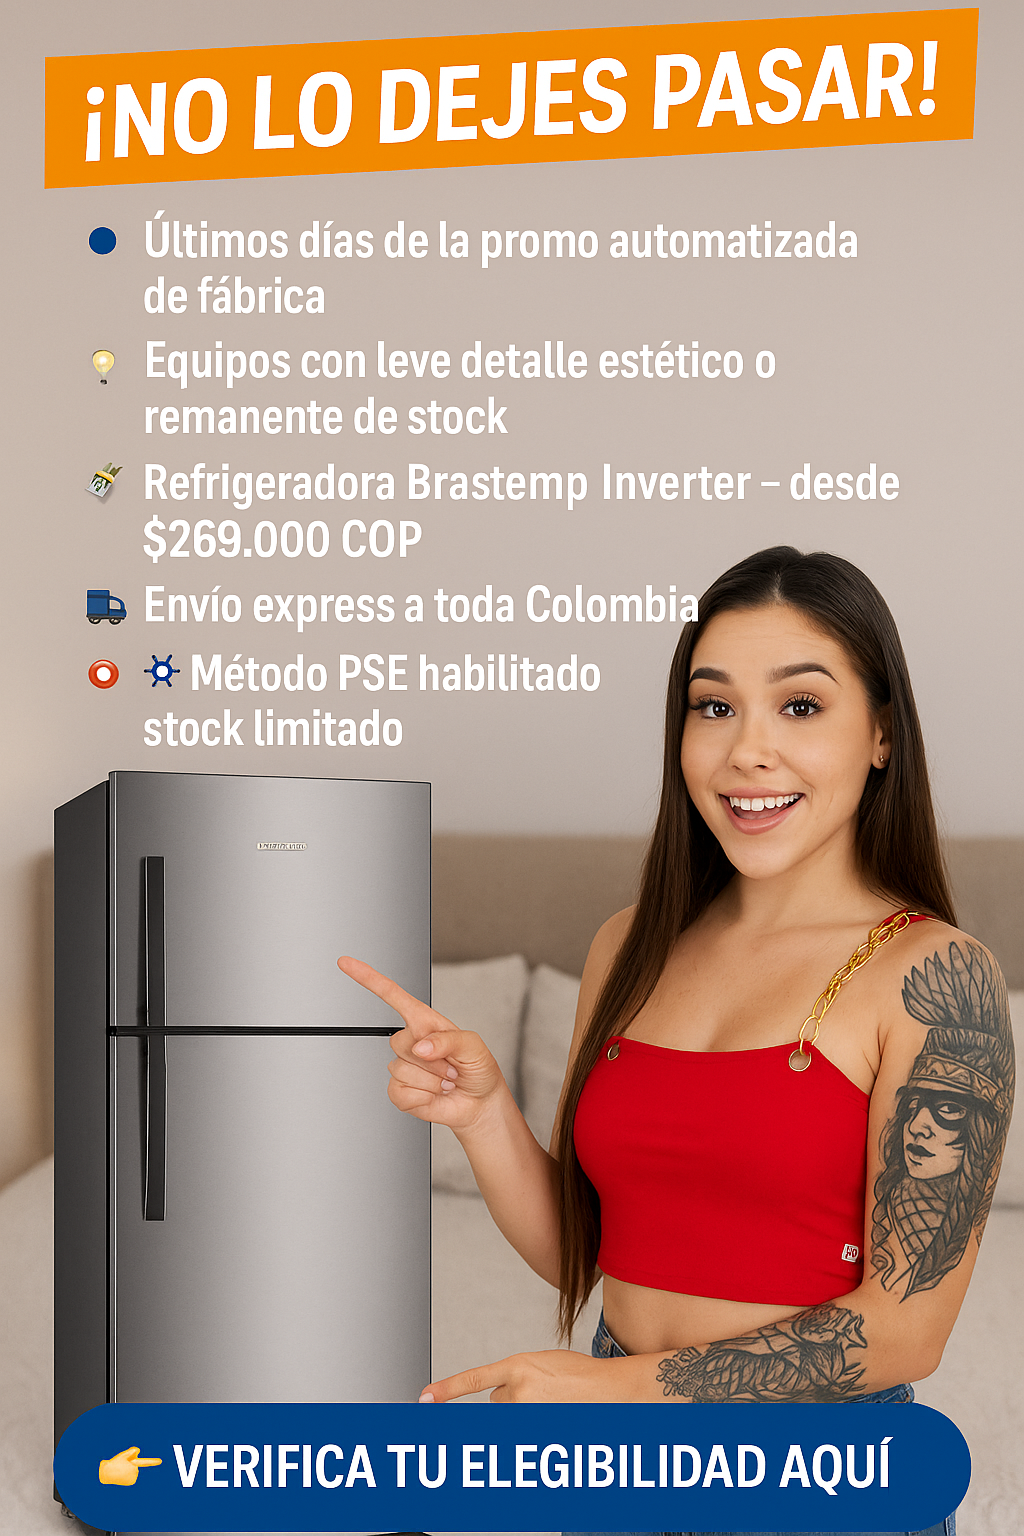 ¡NO LO DEJES PASAR!
Últimos días de la promo automatizada
de fábrica
Equipos con leve detalle estético o
remanente de stock
Refrigeradora Brastemp Inverter – desde
$269.000 COP
Envío express a toda Colombia
Método PSE habilitado
stock limitado
VERIFICA TU ELEGIBILIDAD AQUÍ